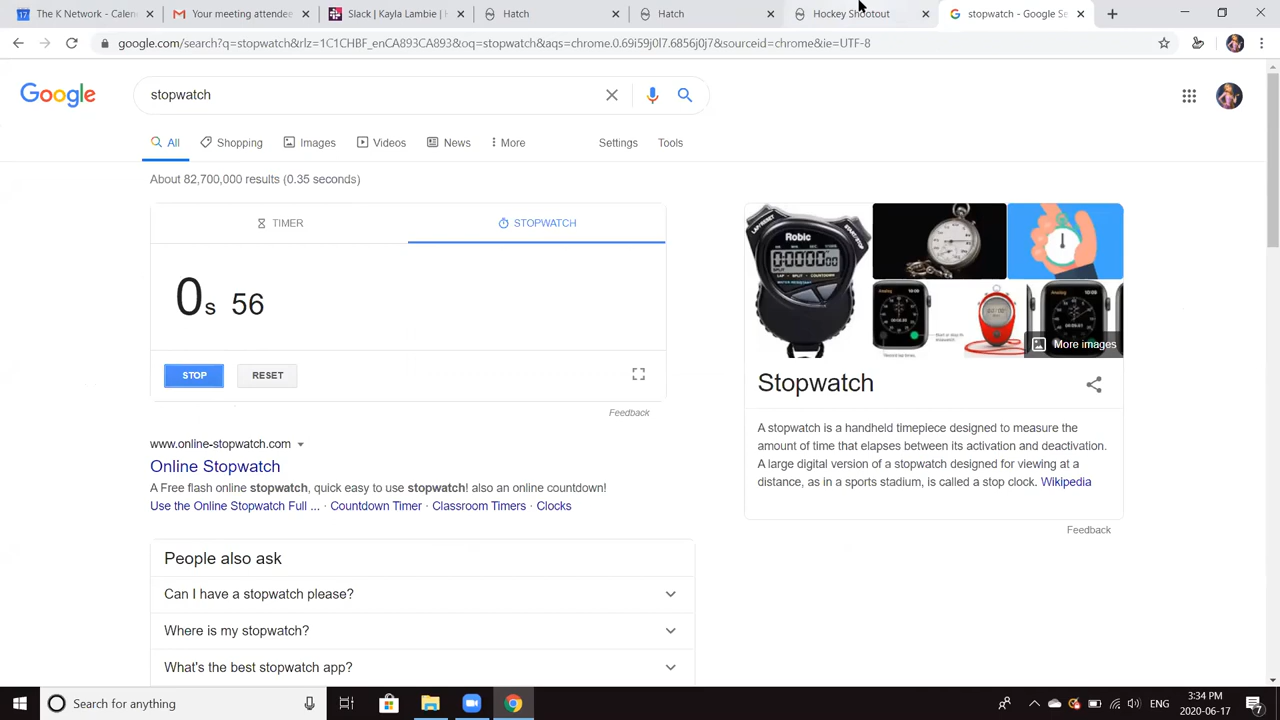 17 The K Network - Calen
Your meeting attendee
Slack | Kayla Lambie |
Hatch
Hatch
Hockey Shootout
stopwatch - Google Se
google.com/search?q=stopwatch&rlz=1C1CHBF_enCA893CA893&oq=stopwatch&aqs=chrome.0.69i59j0l7.6856j0j7&sourceid=chrome&ie=UTF-8
Google
stopwatch
All Shopping Images Videos News More Settings Tools
About 82,700,000 results (0.35 seconds)
TIMER STOPWATCH
0s 56
STOP RESET
Feedback
Robic
More images
Stopwatch
A stopwatch is a handheld timepiece designed to measure the
amount of time that elapses between its activation and deactivation.
A large digital version of a stopwatch designed for viewing at a
distance, as in a sports stadium, is called a stop clock. Wikipedia
Feedback
www.online-stopwatch.com
Online Stopwatch
A Free flash online stopwatch, quick easy to use stopwatch! also an online countdown!
Use the Online Stopwatch Full ... · Countdown Timer · Classroom Timers · Clocks
People also ask
Can I have a stopwatch please?
Where is my stopwatch?
What's the best stopwatch app?
Search for anything
ENG
3:34 PM
2020-06-17
7